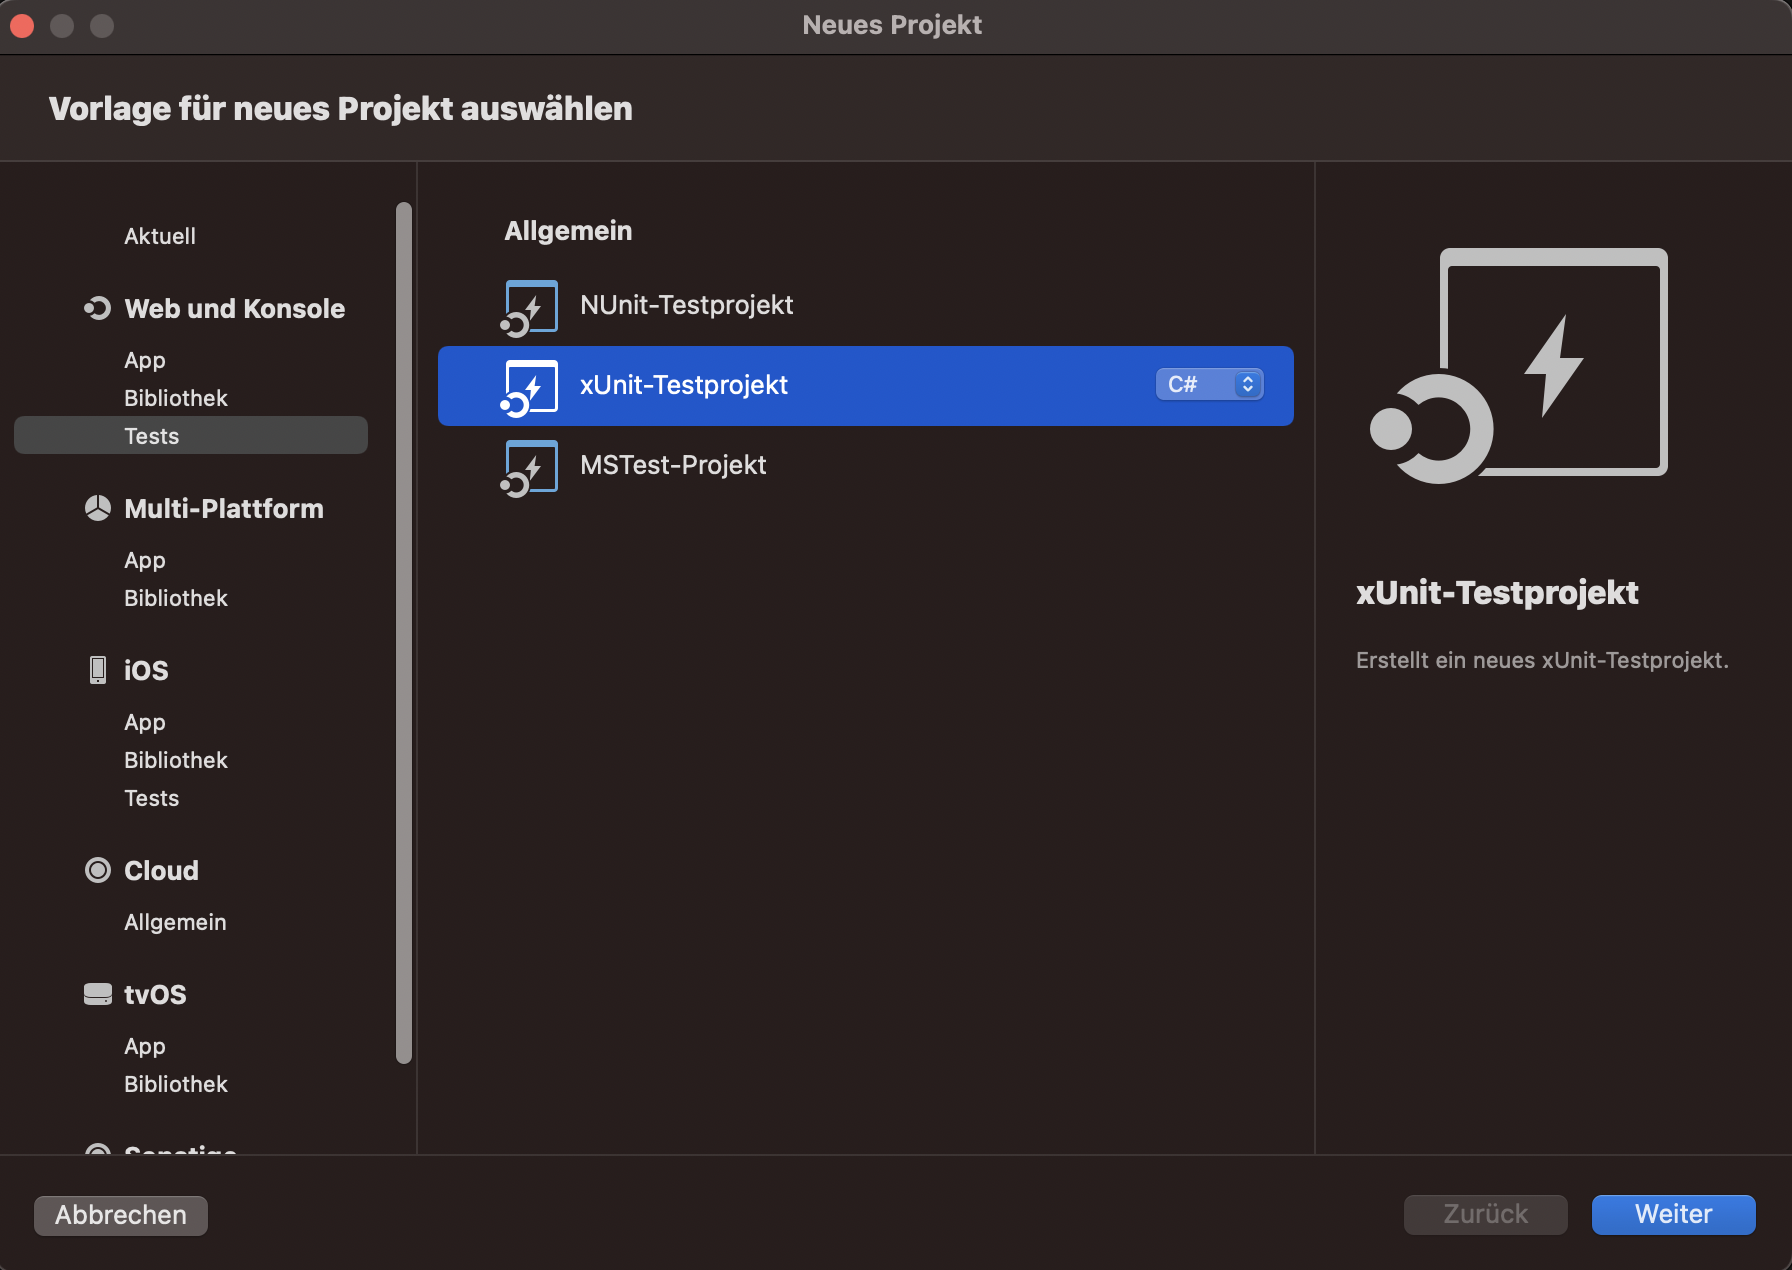 Neues Projekt
Vorlage für neues Projekt auswählen
Aktuell
Web und Konsole
App
Bibliothek
Tests
Multi-Plattform
App
Bibliothek
iOS
App
Bibliothek
Tests
Cloud
Allgemein
tvOS
App
Bibliothek
Sonstige
Allgemein
NUnit-Testprojekt
xUnit-Testprojekt C#
MSTest-Projekt
xUnit-Testprojekt
Erstellt ein neues xUnit-Testprojekt.
Abbrechen
Zurück
Weiter